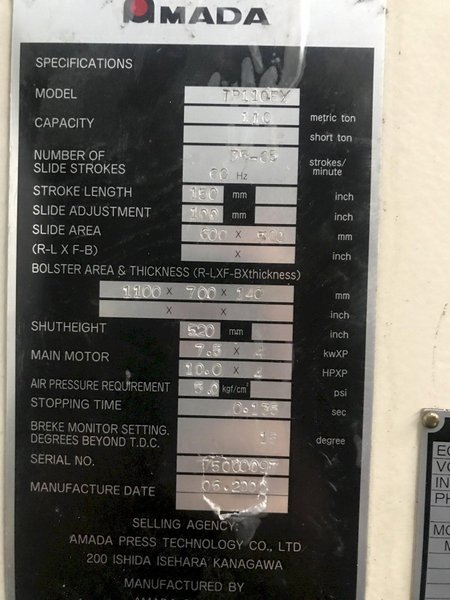 AMADA
SPECIFICATIONS
MODEL TP110FX
CAPACITY 110 metric ton
short ton
NUMBER OF SLIDE STROKES 60 Hz strokes/minute
STROKE LENGTH 150 mm inch
SLIDE ADJUSTMENT 100 mm inch
SLIDE AREA 600 X mm
(R-L X F-B) X inch
BOLSTER AREA & THICKNESS (R-LXF-BXthickness)
1100 X 700 X 140 mm
X X inch
SHUTHEIGHT 520 mm inch
MAIN MOTOR 7.5 X 4 kwXP
10.0 X 4 HPXP
AIR PRESSURE REQUIREMENT 5.0 kgf/cm² psi
STOPPING TIME sec
BREKE MONITOR SETTING.
DEGREES BEYOND T.D.C. 15 degree
SERIAL NO.
MANUFACTURE DATE
SELLING AGENCY:
AMADA PRESS TECHNOLOGY CO., LTD
200 ISHIDA ISEHARA KANAGAWA
MANUFACTURED BY